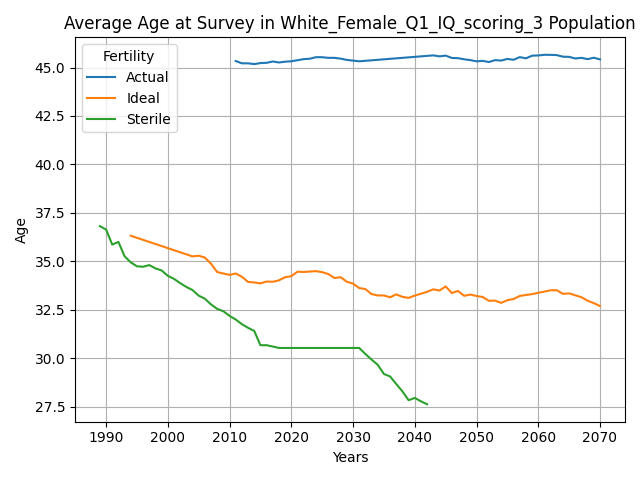 Average Age at Survey in White_Female_Q1_IQ_scoring_3 Population
Fertility
Actual
Ideal
Sterile
45.0
42.5
40.0
37.5
35.0
32.5
30.0
27.5
Age
1990 2000 2010 2020 2030 2040 2050 2060 2070
Years